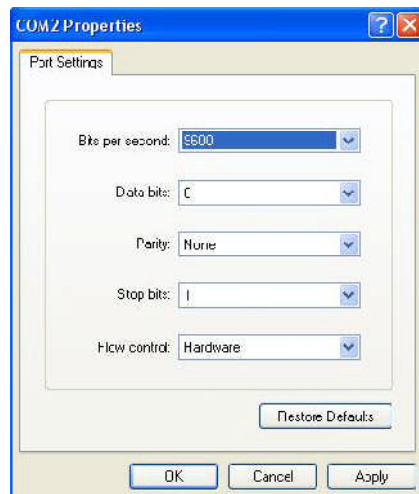 COM2 Properties
Port Settings
Bits per second: 9600
Data bits:
Parity: None
Stop bits: 1
Flow control: Hardware
Restore Defaults
OK Cancel Apply